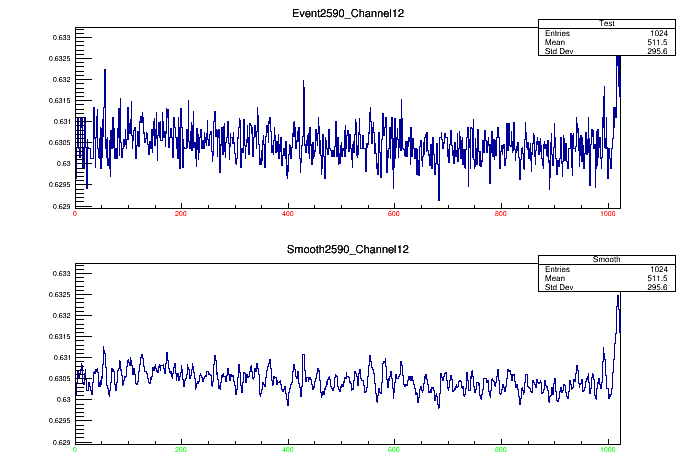 Event2590_Channel12
Test
Entries 1024
Mean 511.5
Std Dev 295.6
0.633
0.6325
0.632
0.6315
0.631
0.6305
0.63
0.6295
0.629
0 200 400 600 800 1000
Smooth2590_Channel12
Smooth
Entries 1024
Mean 511.5
Std Dev 295.6
0.633
0.6325
0.632
0.6315
0.631
0.6305
0.63
0.6295
0.629
0 200 400 600 800 1000